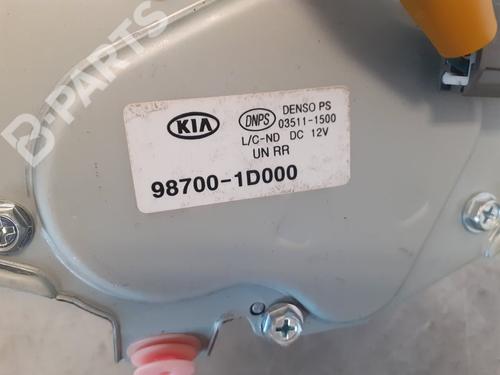 B-PARTS
KIA DNPS DENSO PS
03511-1500
L/C-ND DC 12V
UN RR
98700-1D000